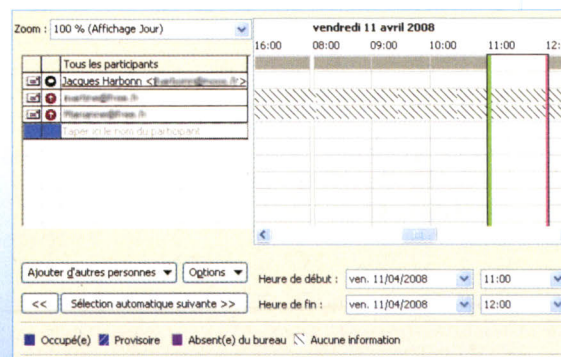 Zoom : 100 % (Affichage Jour)
vendredi 11 avril 2008
16:00 08:00 09:00 10:00 11:00 12:
Tous les participants
Jacques Harbonn <
Taper ici le nom du participant
Ajouter d'autres personnes Options
Heure de début : ven. 11/04/2008 11:00
<< Sélection automatique suivante >>
Heure de fin : ven. 11/04/2008 12:00
Occupé(e) Provisoire Absent(e) du bureau Aucune information